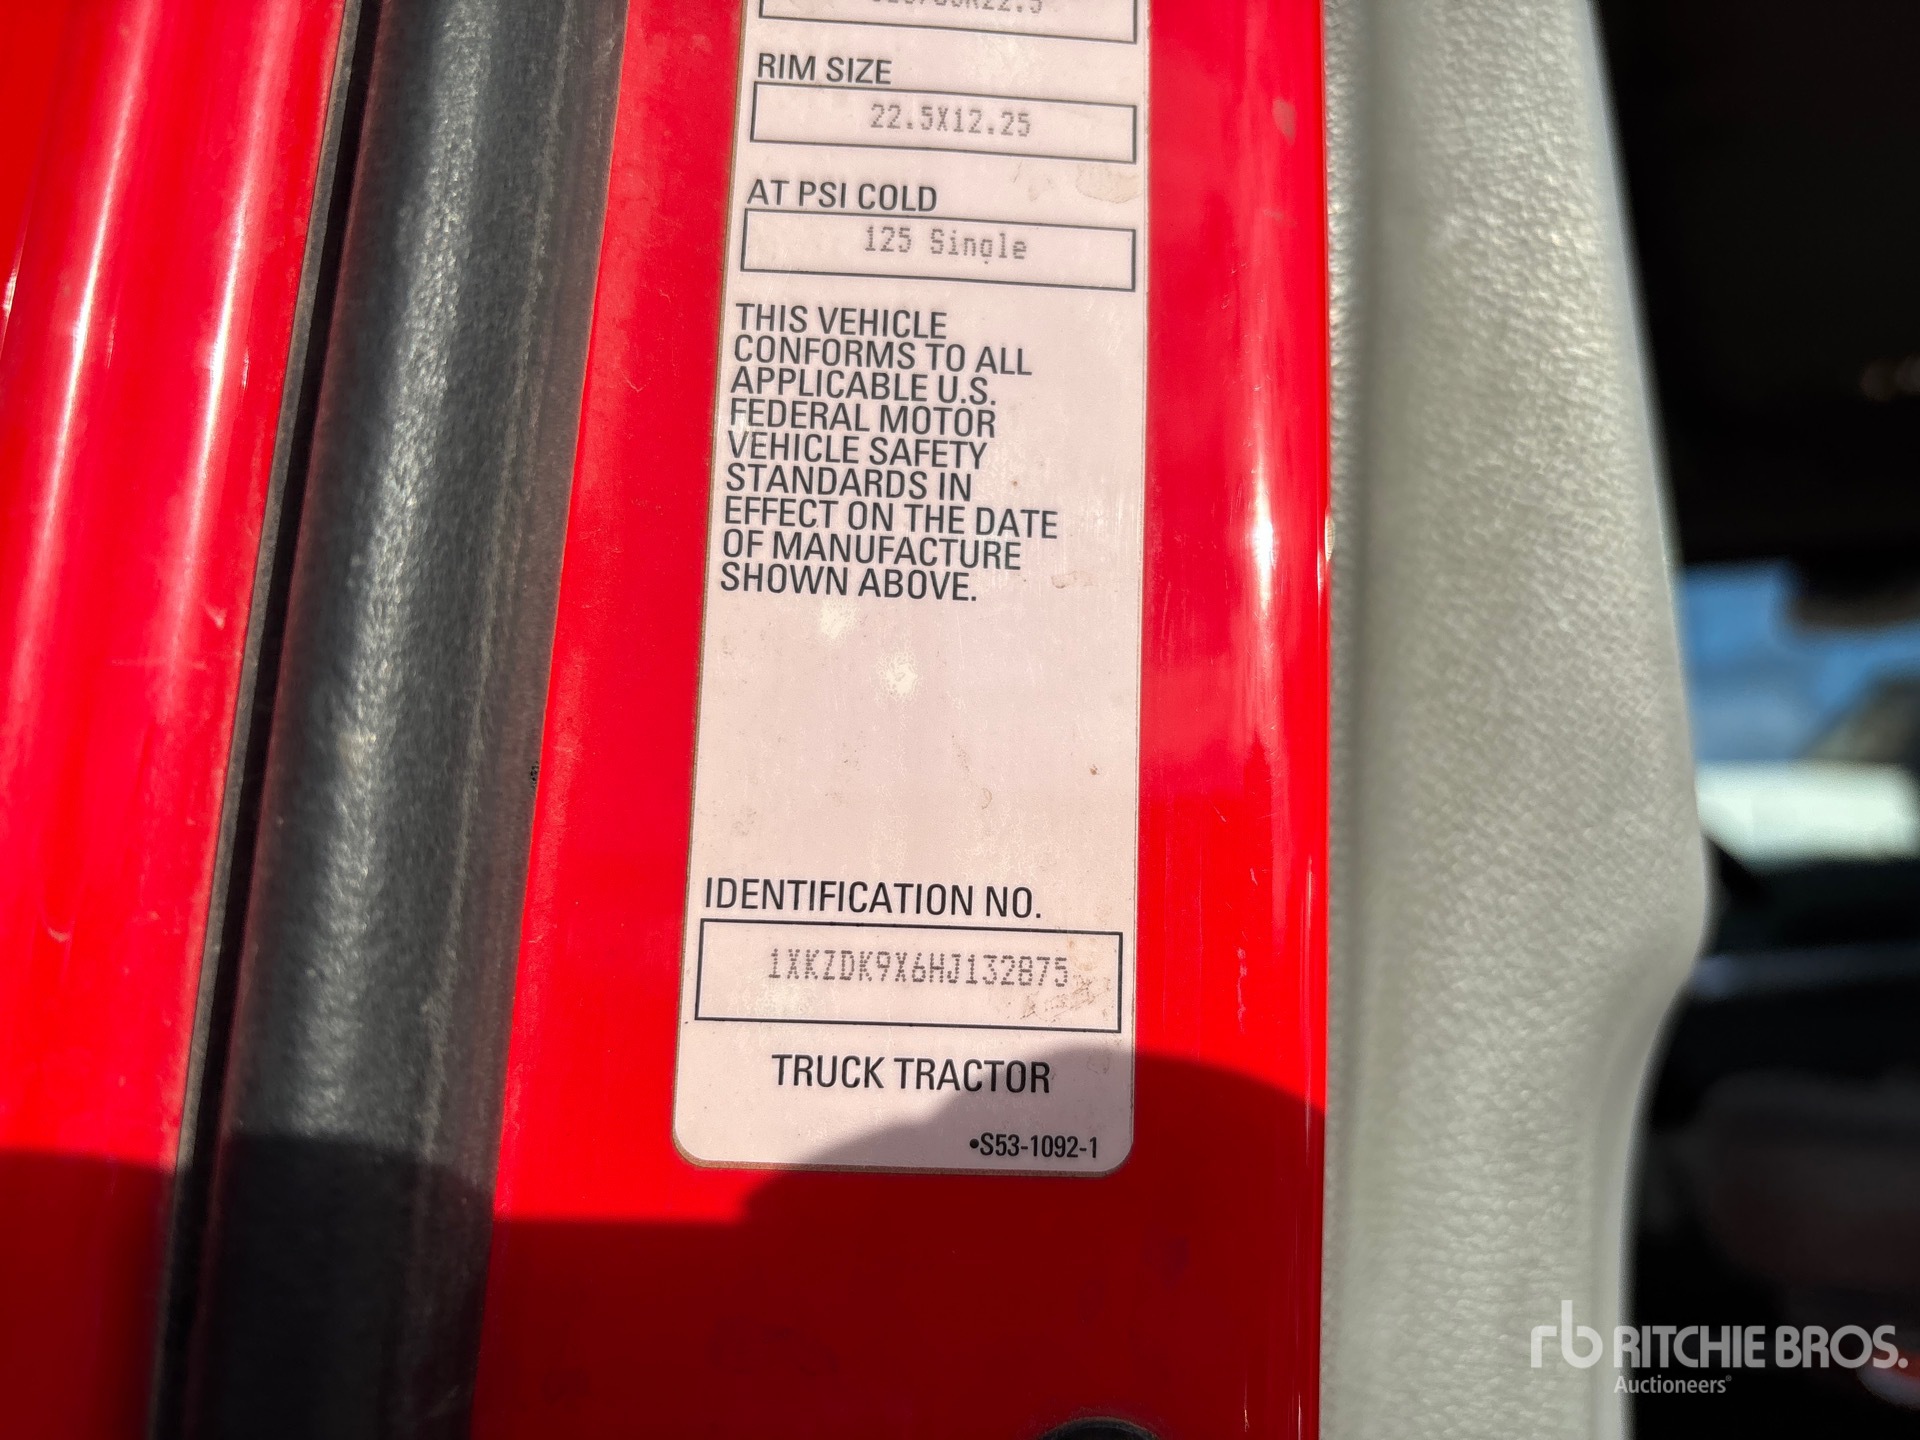 RIM SIZE
22.5X12.25
AT PSI COLD
125 Single
THIS VEHICLE
CONFORMS TO ALL
APPLICABLE U.S.
FEDERAL MOTOR
VEHICLE SAFETY
STANDARDS IN
EFFECT ON THE DATE
OF MANUFACTURE
SHOWN ABOVE.
IDENTIFICATION NO.
1XKZDK9X6HJ132875
TRUCK TRACTOR
•S53-1092-1
rb RITCHIE BROS.
Auctioneers